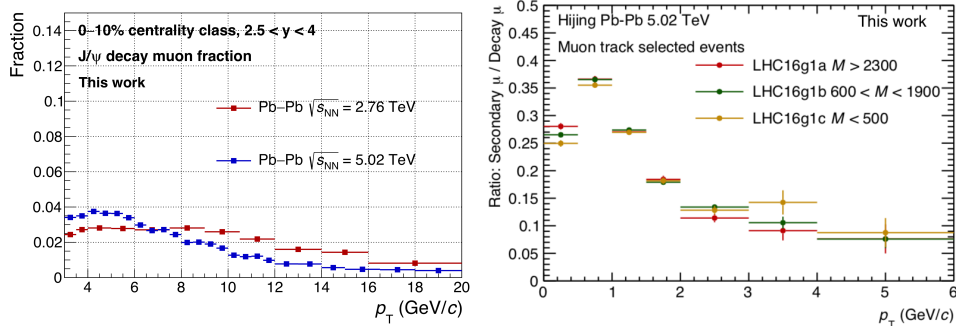 0–10% centrality class, 2.5 < y < 4
J/ψ decay muon fraction
This work
Pb–Pb √sNN = 2.76 TeV
Pb–Pb √sNN = 5.02 TeV
Fraction
0.14
0.12
0.1
0.08
0.06
0.04
0.02
0
4 6 8 10 12 14 16 18 20
pT (GeV/c)
Hijing Pb-Pb 5.02 TeV This work
Muon track selected events
LHC16g1a M > 2300
LHC16g1b 600 < M < 1900
LHC16g1c M < 500
Ratio: Secondary μ / Decay μ
0.5
0.45
0.4
0.35
0.3
0.25
0.2
0.15
0.1
0.05
0
0 1 2 3 4 5 6
pT (GeV/c)